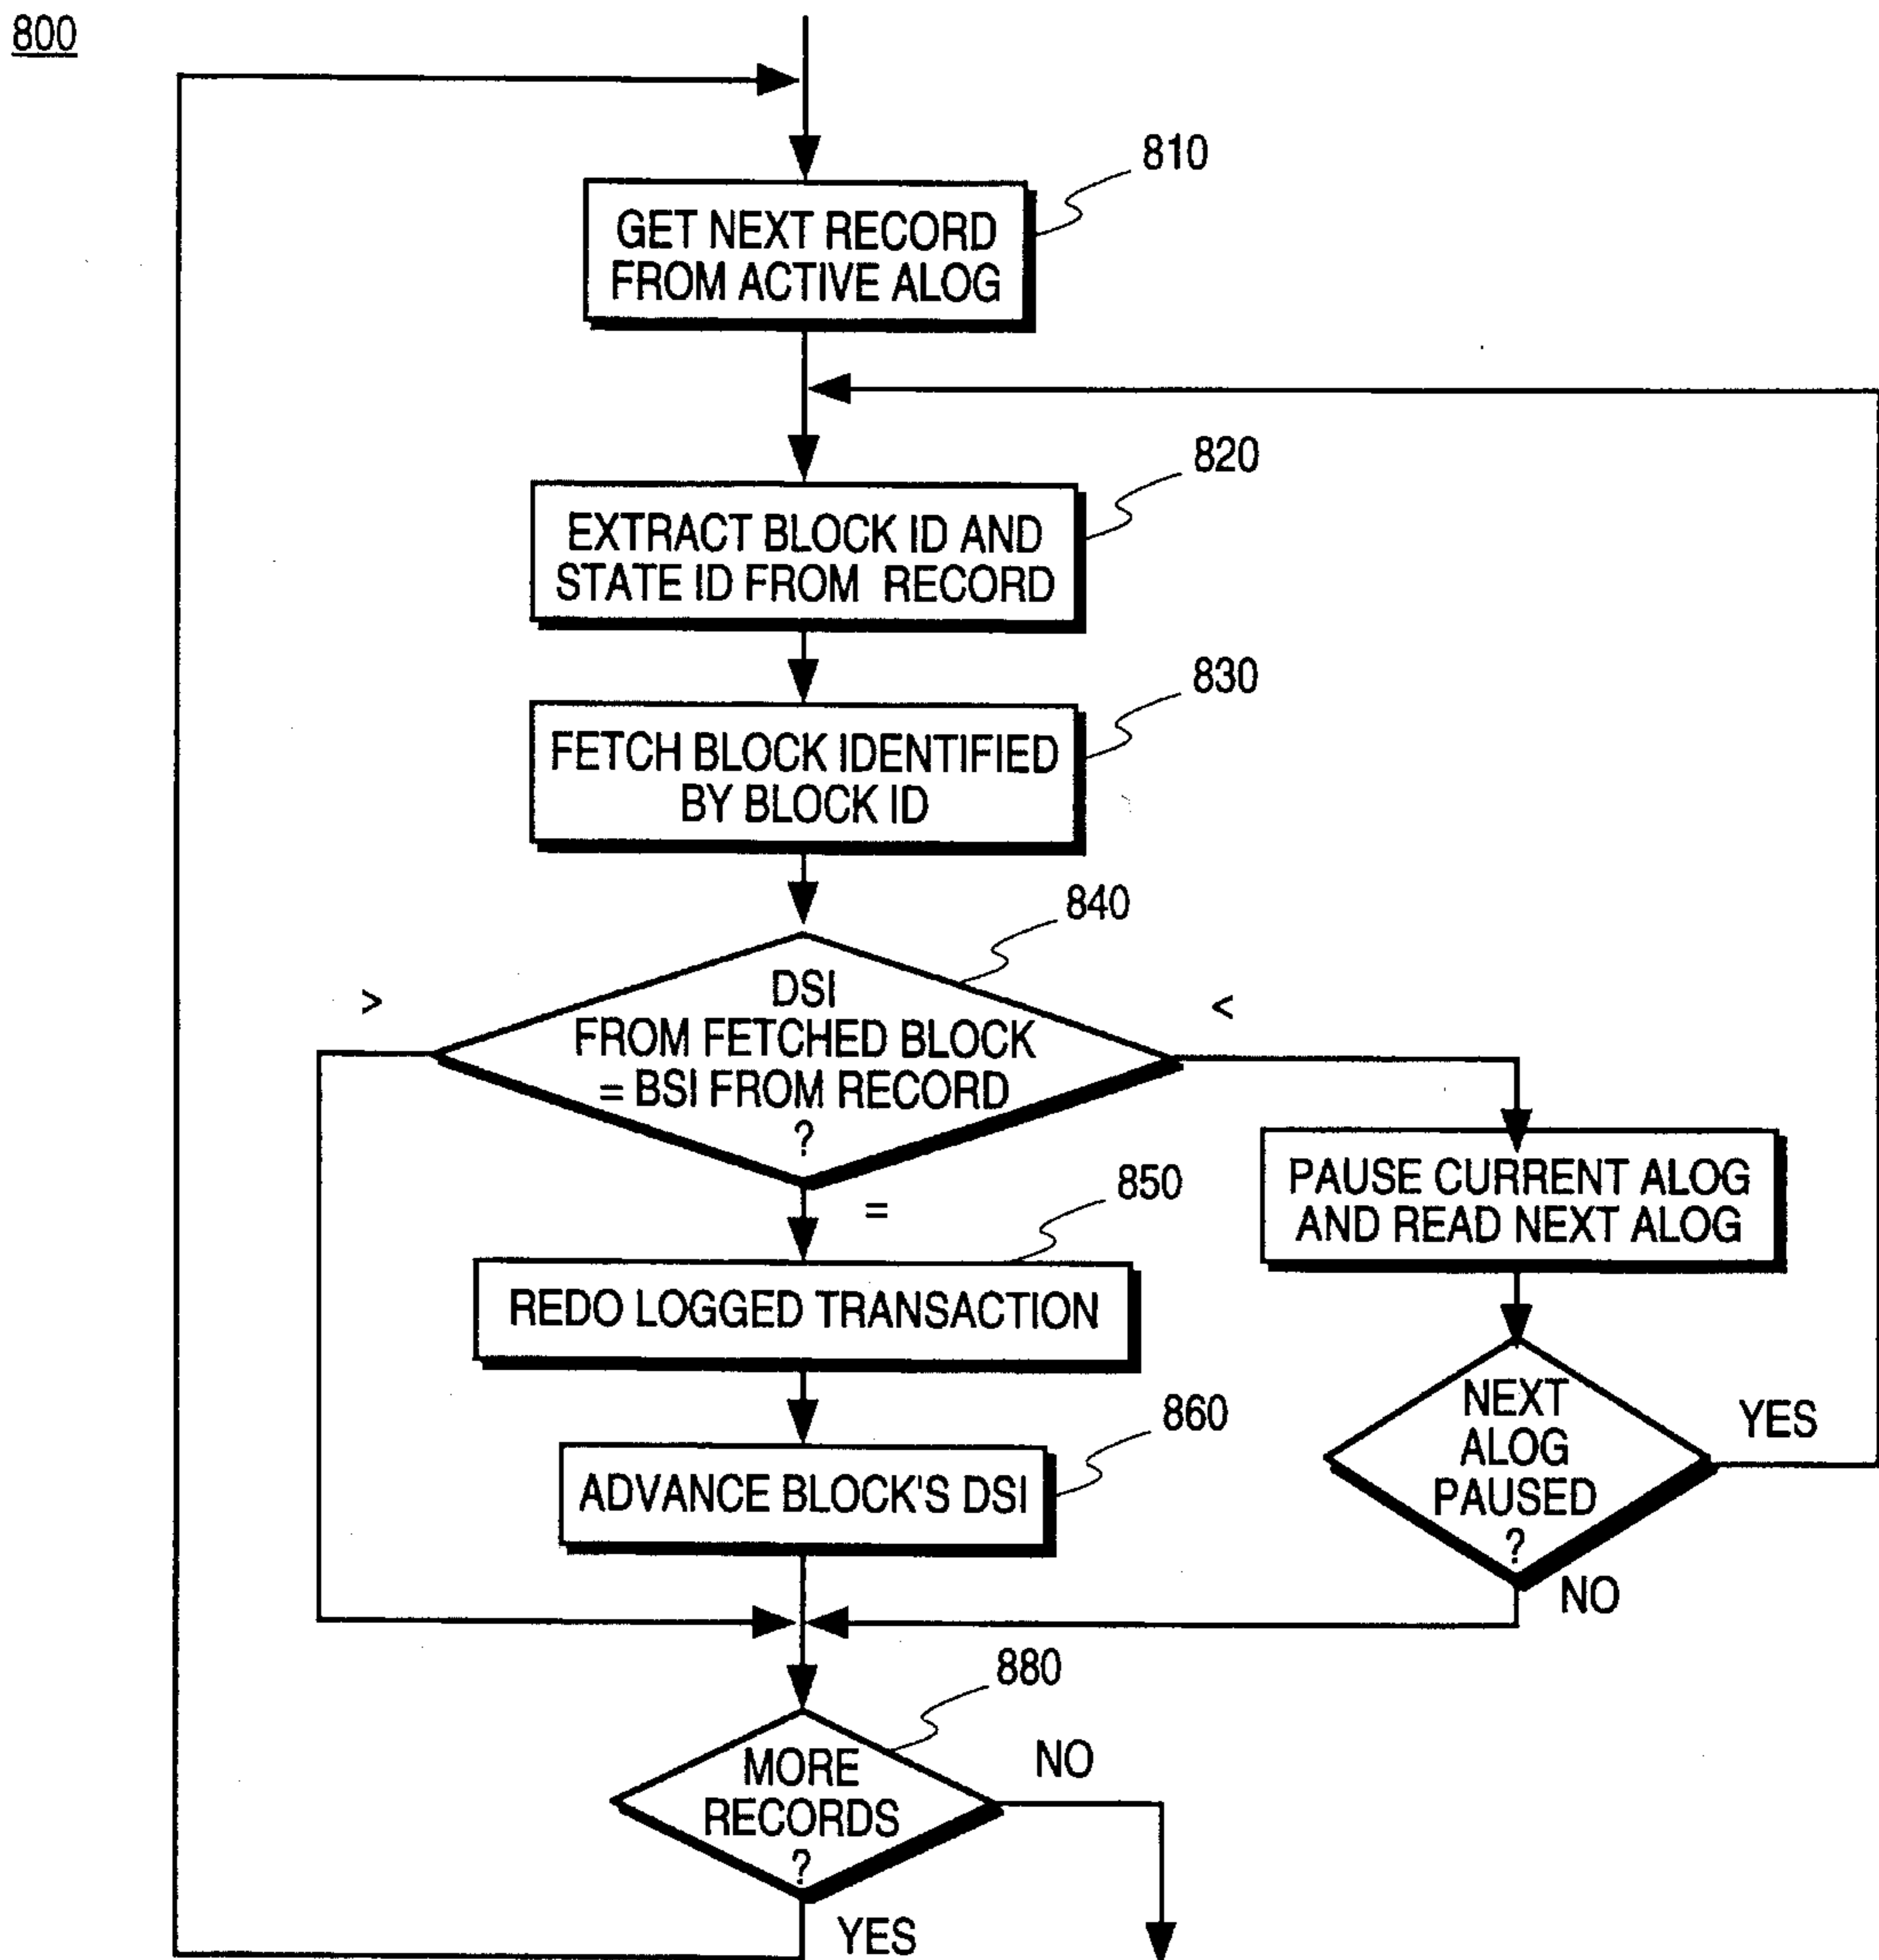 800
810
GET NEXT RECORD
FROM ACTIVE ALOG
820
EXTRACT BLOCK ID AND
STATE ID FROM RECORD
830
FETCH BLOCK IDENTIFIED
BY BLOCK ID
840
>
DSI
FROM FETCHED BLOCK
= BSI FROM RECORD
?
<
=
850
REDO LOGGED TRANSACTION
PAUSE CURRENT ALOG
AND READ NEXT ALOG
860
ADVANCE BLOCK'S DSI
NEXT
ALOG
PAUSED
?
YES
NO
880
MORE
RECORDS
?
NO
YES